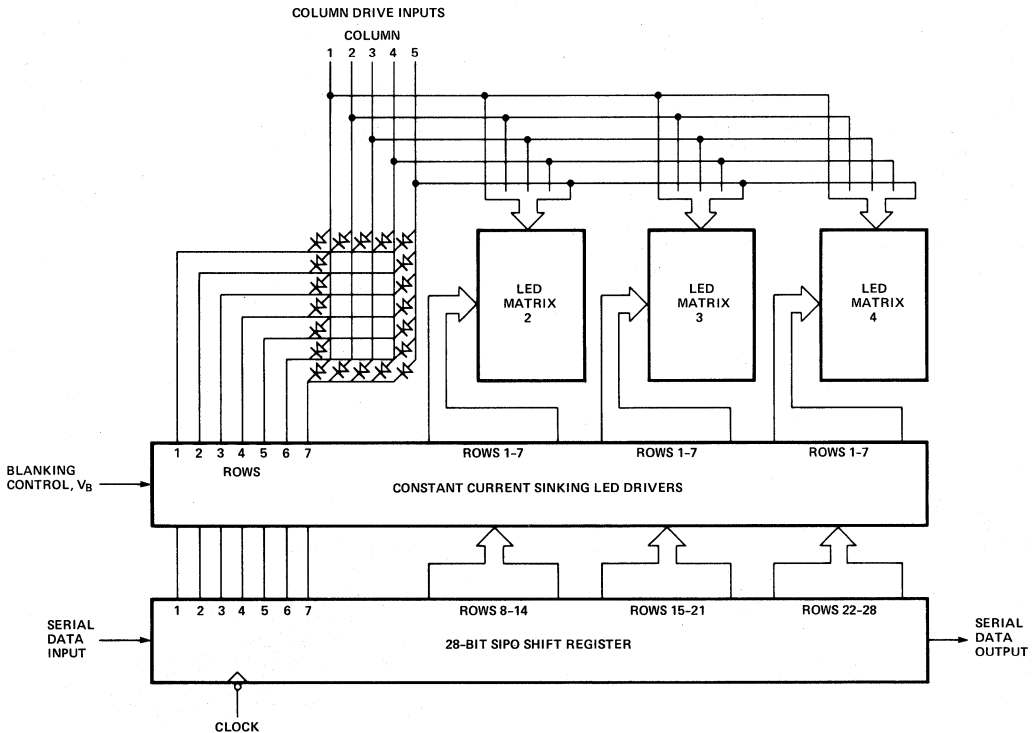 COLUMN DRIVE INPUTS
COLUMN
1 2 3 4 5
LED
MATRIX
2
LED
MATRIX
3
LED
MATRIX
4
1 2 3 4 5 6 7
ROWS
ROWS 1–7
ROWS 1–7
ROWS 1–7
BLANKING
CONTROL, VB
CONSTANT CURRENT SINKING LED DRIVERS
1 2 3 4 5 6 7
ROWS 8–14
ROWS 15–21
ROWS 22–28
SERIAL
DATA
INPUT
28–BIT SIPO SHIFT REGISTER
SERIAL
DATA
OUTPUT
CLOCK